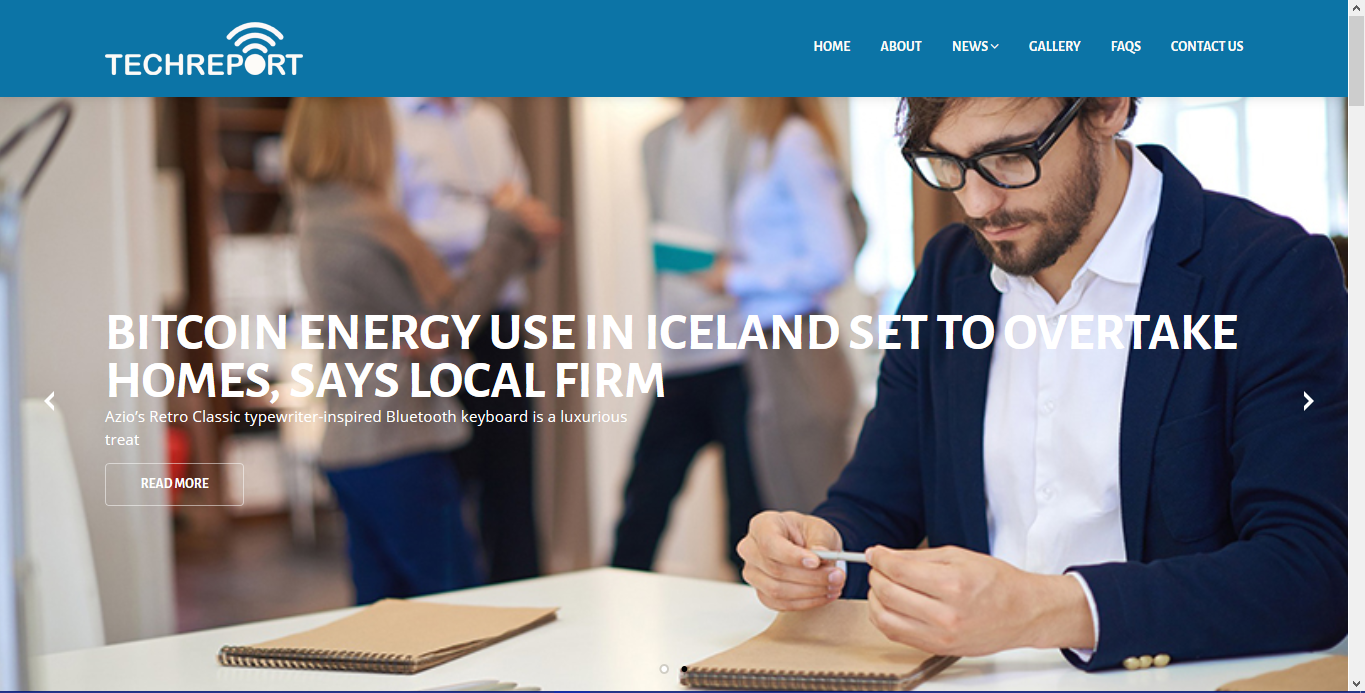 TECHREPORT
HOME ABOUT NEWS GALLERY FAQS CONTACT US
BITCOIN ENERGY USE IN ICELAND SET TO OVERTAKE
HOMES, SAYS LOCAL FIRM
Azio’s Retro Classic typewriter-inspired Bluetooth keyboard is a luxurious
treat
READ MORE